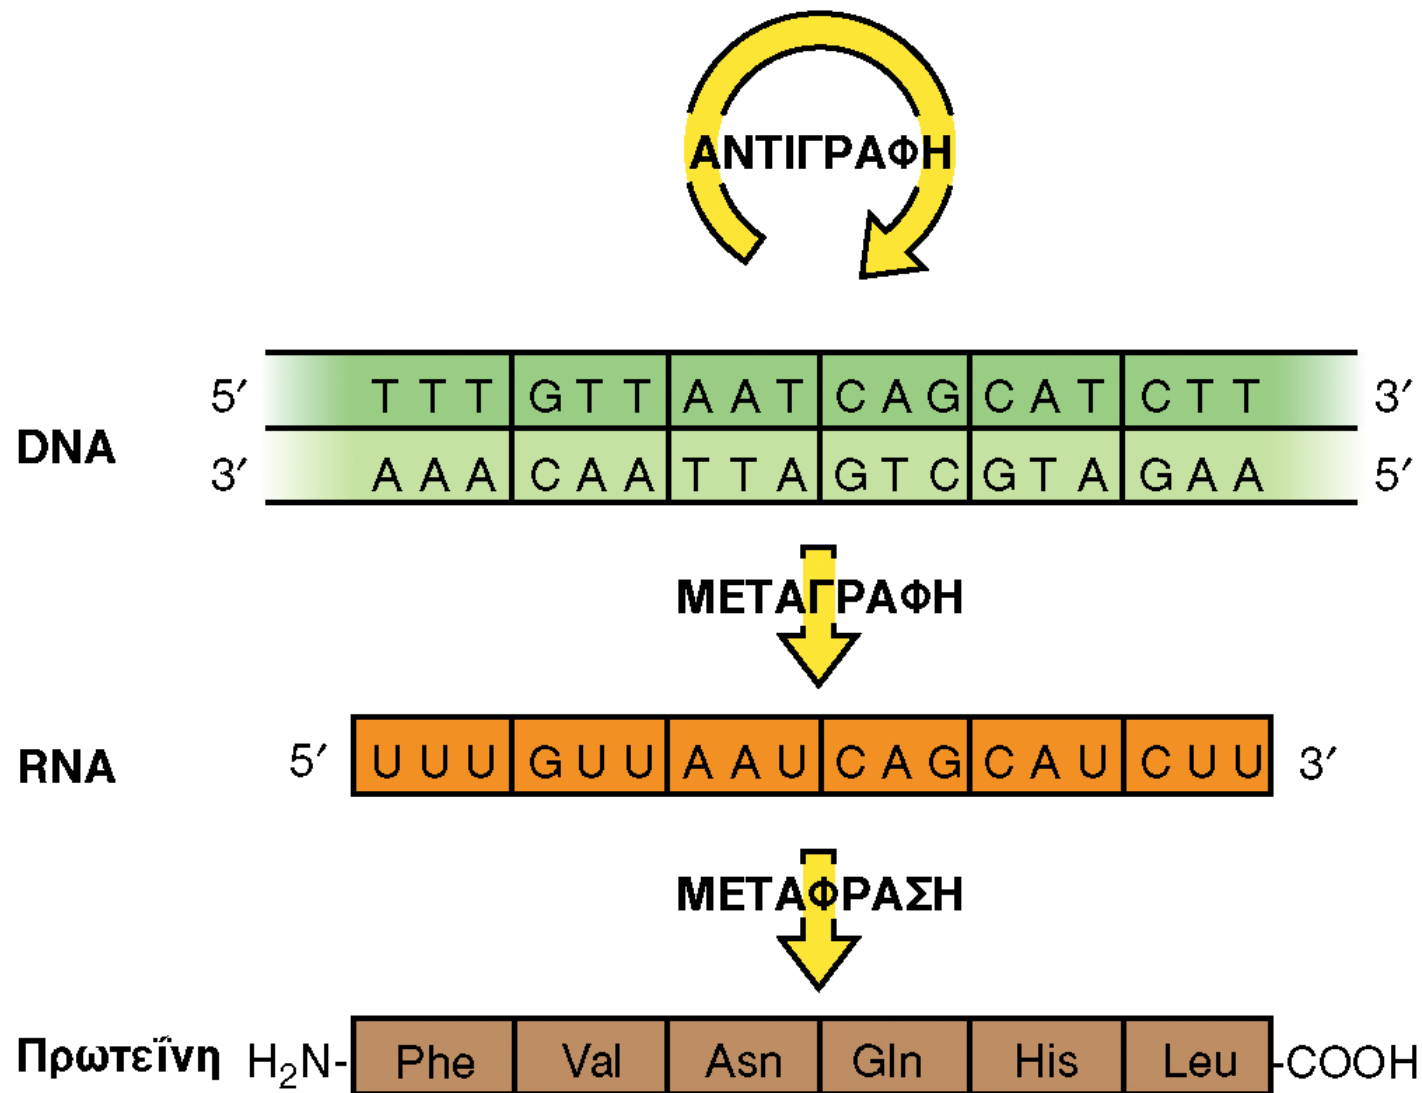 ΑΝΤΙΓΡΑΦΗ
5′ T T T G T T A A T C A G C A T C T T 3′
DNA
3′ A A A C A A T T A G T C G T A G A A 5′
ΜΕΤΑΓΡΑΦΗ
RNA 5′ U U U G U U A A U C A G C A U C U U 3′
ΜΕΤΑΦΡΑΣΗ
Πρωτεΐνη H₂N- Phe Val Asn Gln His Leu -COOH